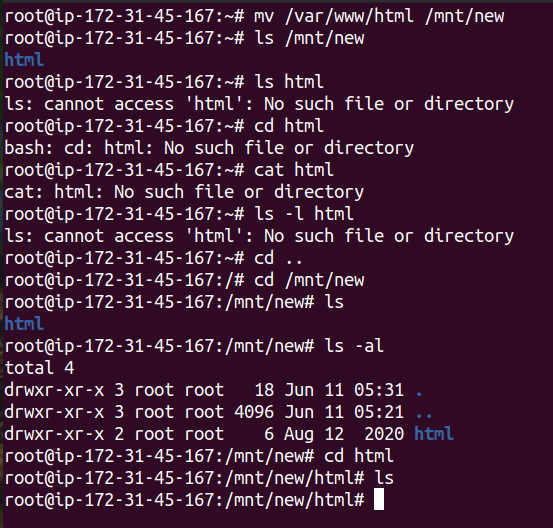 root@ip-172-31-45-167:~# mv /var/www/html /mnt/new
root@ip-172-31-45-167:~# ls /mnt/new
html
root@ip-172-31-45-167:~# ls html
ls: cannot access 'html': No such file or directory
root@ip-172-31-45-167:~# cd html
bash: cd: html: No such file or directory
root@ip-172-31-45-167:~# cat html
cat: html: No such file or directory
root@ip-172-31-45-167:~# ls -l html
ls: cannot access 'html': No such file or directory
root@ip-172-31-45-167:~# cd ..
root@ip-172-31-45-167:/# cd /mnt/new
root@ip-172-31-45-167:/mnt/new# ls
html
root@ip-172-31-45-167:/mnt/new# ls -al
total 4
drwxr-xr-x 3 root root   18 Jun 11 05:31 .
drwxr-xr-x 3 root root 4096 Jun 11 05:21 ..
drwxr-xr-x 2 root root    6 Aug 12  2020 html
root@ip-172-31-45-167:/mnt/new# cd html
root@ip-172-31-45-167:/mnt/new/html# ls
root@ip-172-31-45-167:/mnt/new/html#